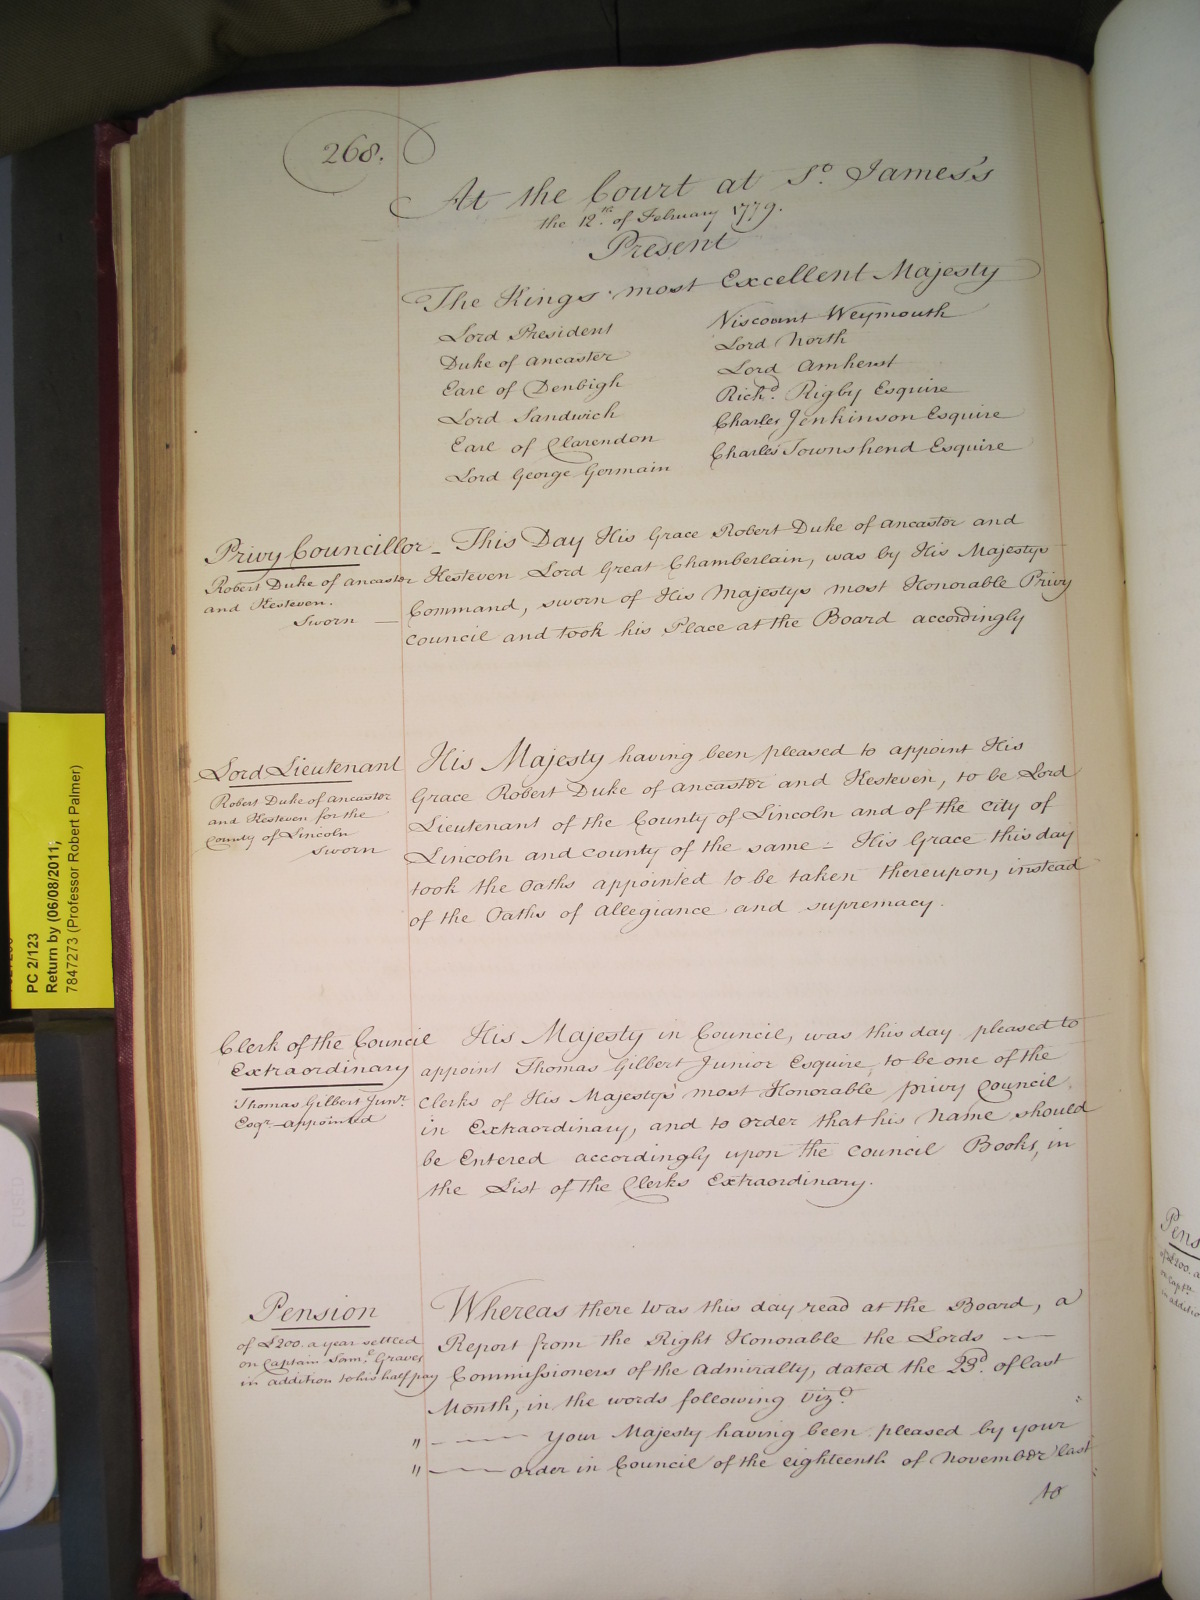 268.
At the Court at St. James's
the 12th. of February 1779.
Present
The Kings most Excellent Majesty
Lord President
Duke of Ancaster
Earl of Denbigh
Lord Sandwich
Earl of Clarendon
Lord George Germain
Viscount Weymouth
Lord North
Lord Amherst
Richd. Rigby Esquire
Charles Jenkinson Esquire
Charles Townshend Esquire
Privy Councillor
Robert Duke of Ancaster
and Kesteven.
Sworn —
— This Day His Grace Robert Duke of Ancaster and
Kesteven Lord Great Chamberlain, was by His Majestys
Command, sworn of His Majestys most Honorable Privy
Council and took his Place at the Board accordingly
Lord Lieutenant
Robert Duke of Ancaster
and Kesteven for the
County of Lincoln
Sworn
His Majesty having been pleased to appoint His
Grace Robert Duke of Ancaster and Kesteven, to be Lord
Lieutenant of the County of Lincoln and of the City of
Lincoln and County of the same - His Grace this day
took the Oaths appointed to be taken thereupon, instead
of the Oaths of Allegiance and supremacy.
Clerk of the Council
Extraordinary
Thomas Gilbert Junr.
Esqr. — appointed
His Majesty in Council, was this day pleased to
appoint Thomas Gilbert Junior Esquire, to be one of the
Clerks of His Majesty's most Honorable privy Council
in Extraordinary, and to order that his Name should
be Entered accordingly upon the Council Books, in
the List of the Clerks Extraordinary.
Pension
of £200. a year settled
on Captain Saml. Graves
in addition to his half pay
Whereas there was this day read at the Board, a
Report from the Right Honorable the Lords —
Commissioners of the Admiralty, dated the 23d. of last
Month, in the words following vizt.
" — Your Majesty having been pleased by your "
" — Order in Council of the eighteenth of November last "
to
PC 2/123
Return by (06/08/2011;
7847273 (Professor Robert Palmer)
Pens